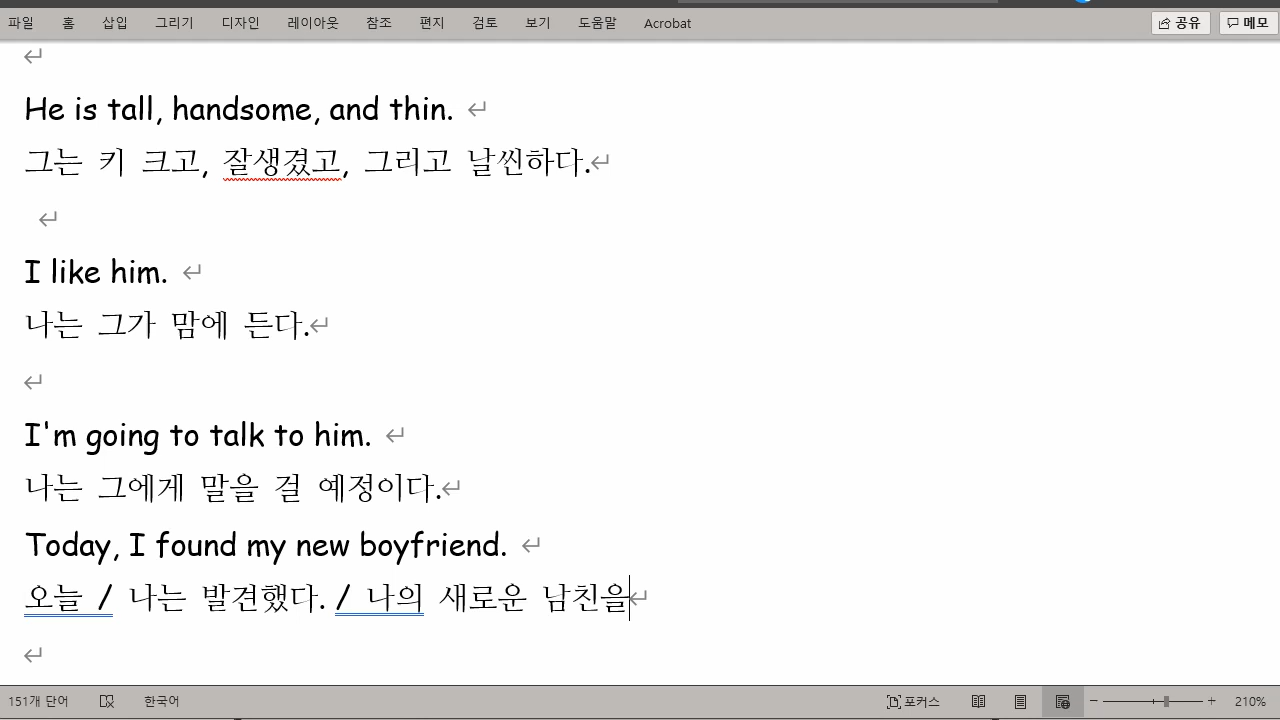 파일 홈 삽입 그리기 디자인 레이아웃 참조 편지 검토 보기 도움말 Acrobat 공유 메모
He is tall, handsome, and thin.
그는 키 크고, 잘생겼고, 그리고 날씬하다.
I like him.
나는 그가 맘에 든다.
I'm going to talk to him.
나는 그에게 말을 걸 예정이다.
Today, I found my new boyfriend.
오늘 / 나는 발견했다. / 나의 새로운 남친을
151개 단어 한국어 포커스 210%